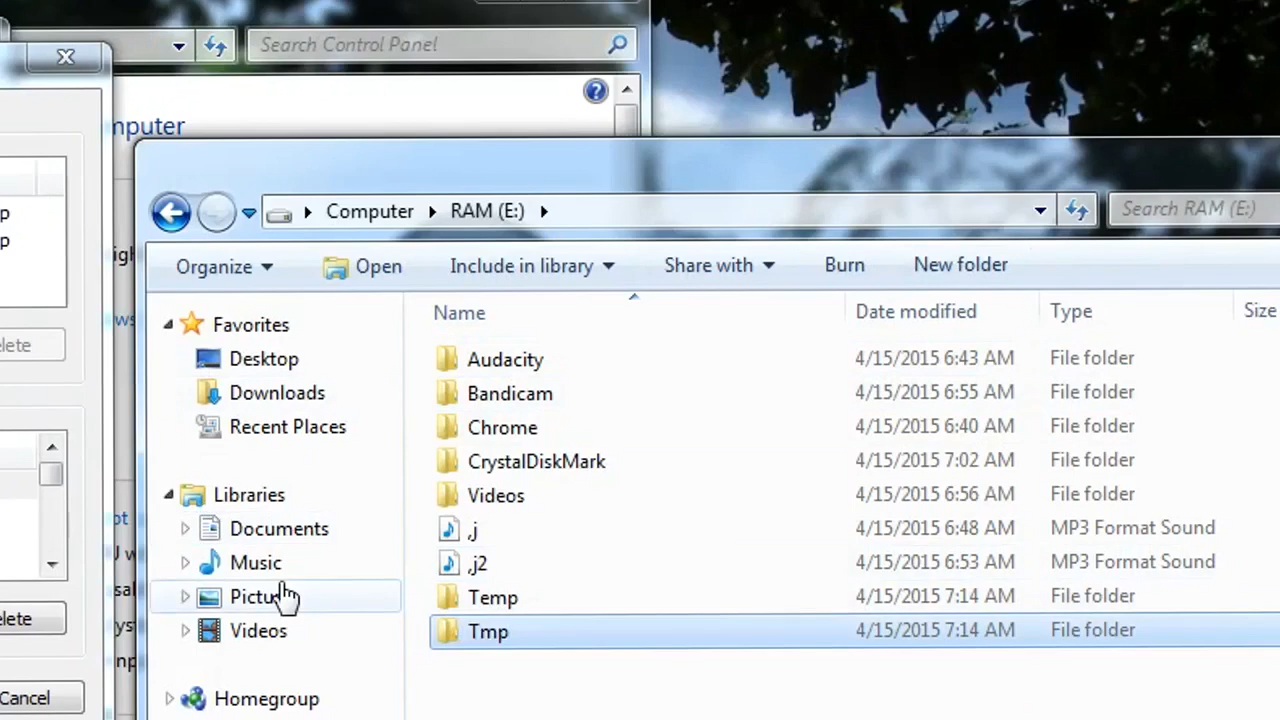 Search Control Panel
mputer
Computer RAM (E:) Search RAM (E:)
Organize Open Include in library Share with Burn New folder
Name Date modified Type Size
Favorites
Desktop
Downloads
Recent Places
Libraries
Documents
Music
Pictu
Videos
Homegroup
Audacity 4/15/2015 6:43 AM File folder
Bandicam 4/15/2015 6:55 AM File folder
Chrome 4/15/2015 6:40 AM File folder
CrystalDiskMark 4/15/2015 7:02 AM File folder
Videos 4/15/2015 6:56 AM File folder
,j 4/15/2015 6:48 AM MP3 Format Sound
,j2 4/15/2015 6:53 AM MP3 Format Sound
Temp 4/15/2015 7:14 AM File folder
Tmp 4/15/2015 7:14 AM File folder
p
p
elete
elete
Cancel